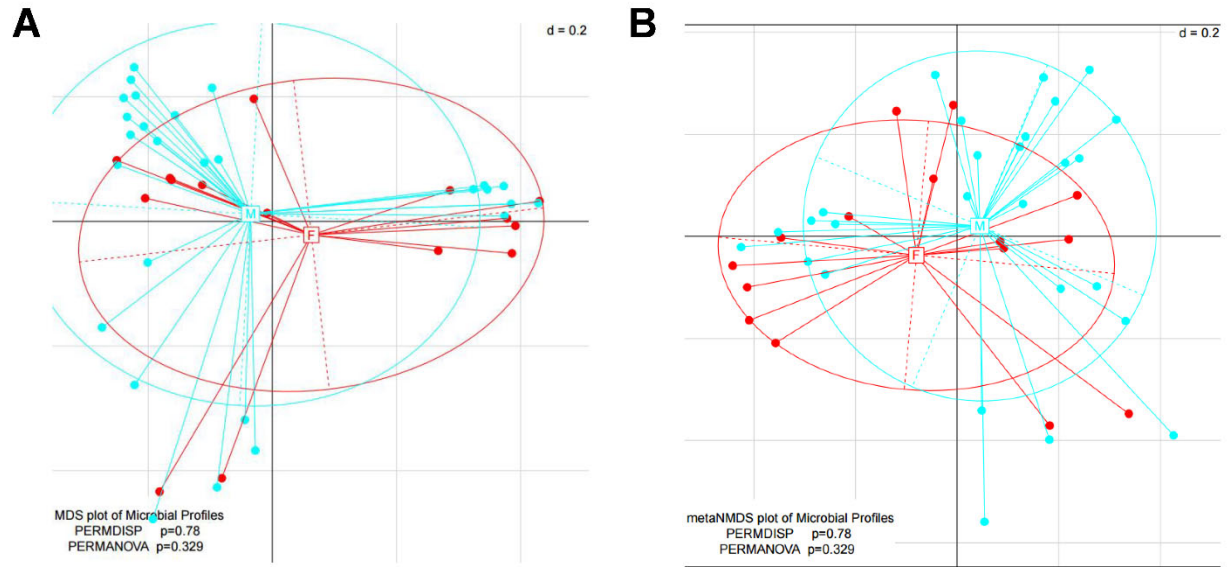 A
d = 0.2
M
F
MDS plot of Microbial Profiles
PERMDISP p=0.78
PERMANOVA p=0.329
B
d = 0.2
M
F
metaNMDS plot of Microbial Profiles
PERMDISP p=0.78
PERMANOVA p=0.329